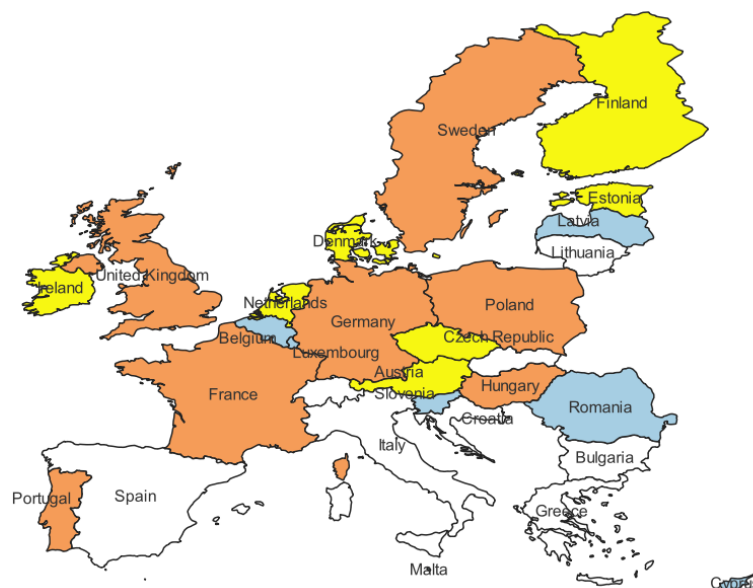 Finland
Sweden
Estonia
Latvia
Denmark
Lithuania
United Kingdom
Ireland
Netherlands
Poland
Germany
Belgium
Czech Republic
Luxembourg
Austria
Hungary
France
Slovenia
Romania
Croatia
Italy
Bulgaria
Portugal
Spain
Greece
Malta